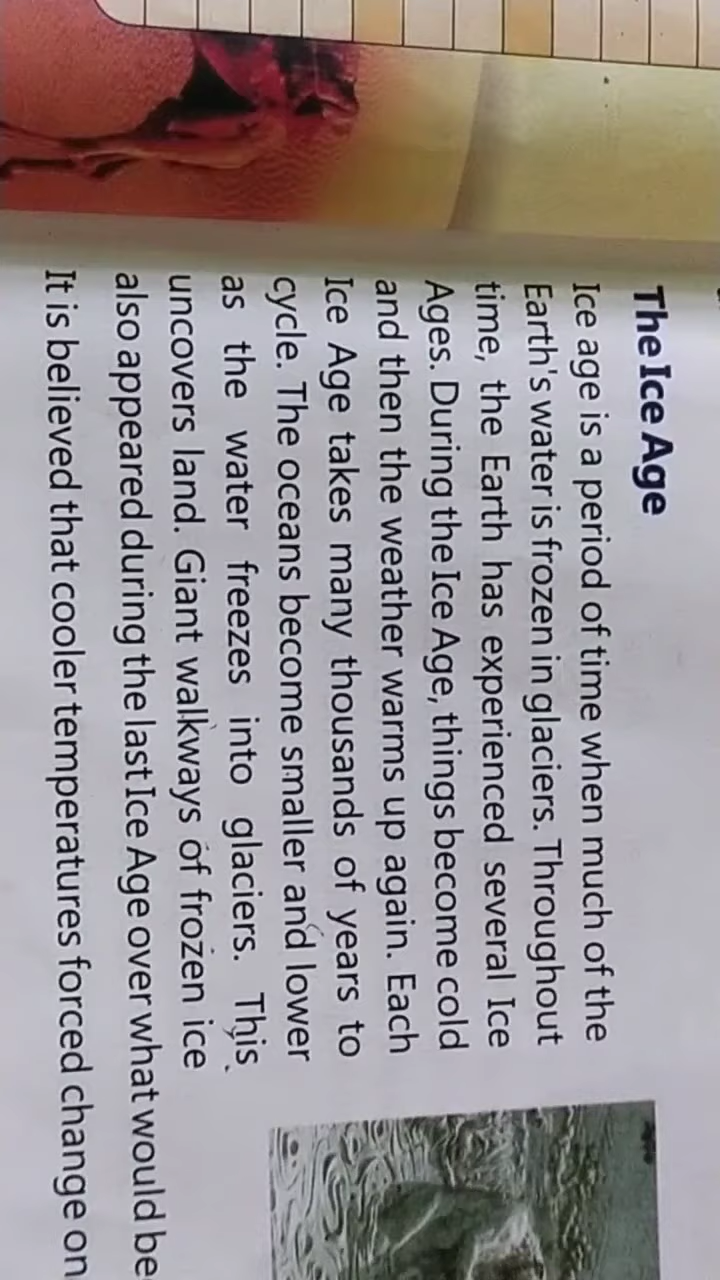 The Ice Age
Ice age is a period of time when much of the
Earth's water is frozen in glaciers. Throughout
time, the Earth has experienced several Ice
Ages. During the Ice Age, things become cold
and then the weather warms up again. Each
Ice Age takes many thousands of years to
cycle. The oceans become smaller and lower
as the water freezes into glaciers. This
uncovers land. Giant walkways of frozen ice
also appeared during the last Ice Age over what would be
It is believed that cooler temperatures forced change on